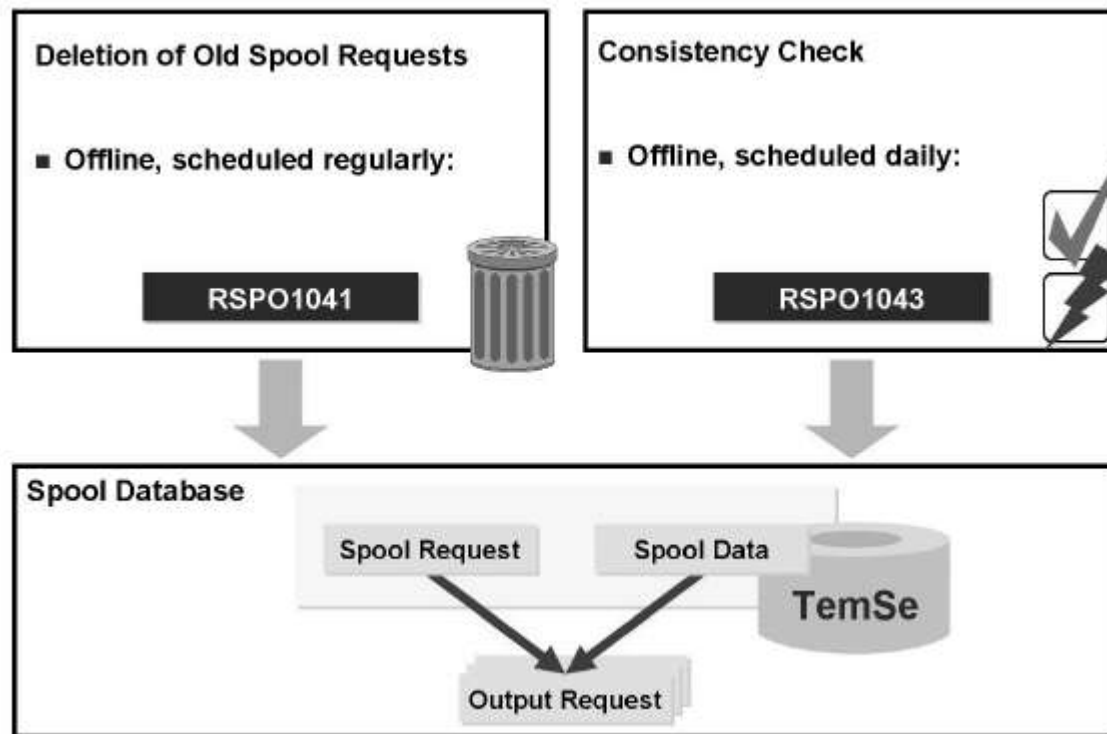 Deletion of Old Spool Requests
■ Offline, scheduled regularly:
RSPO1041
Consistency Check
■ Offline, scheduled daily:
RSPO1043
Spool Database
Spool Request
Spool Data
TemSe
Output Request